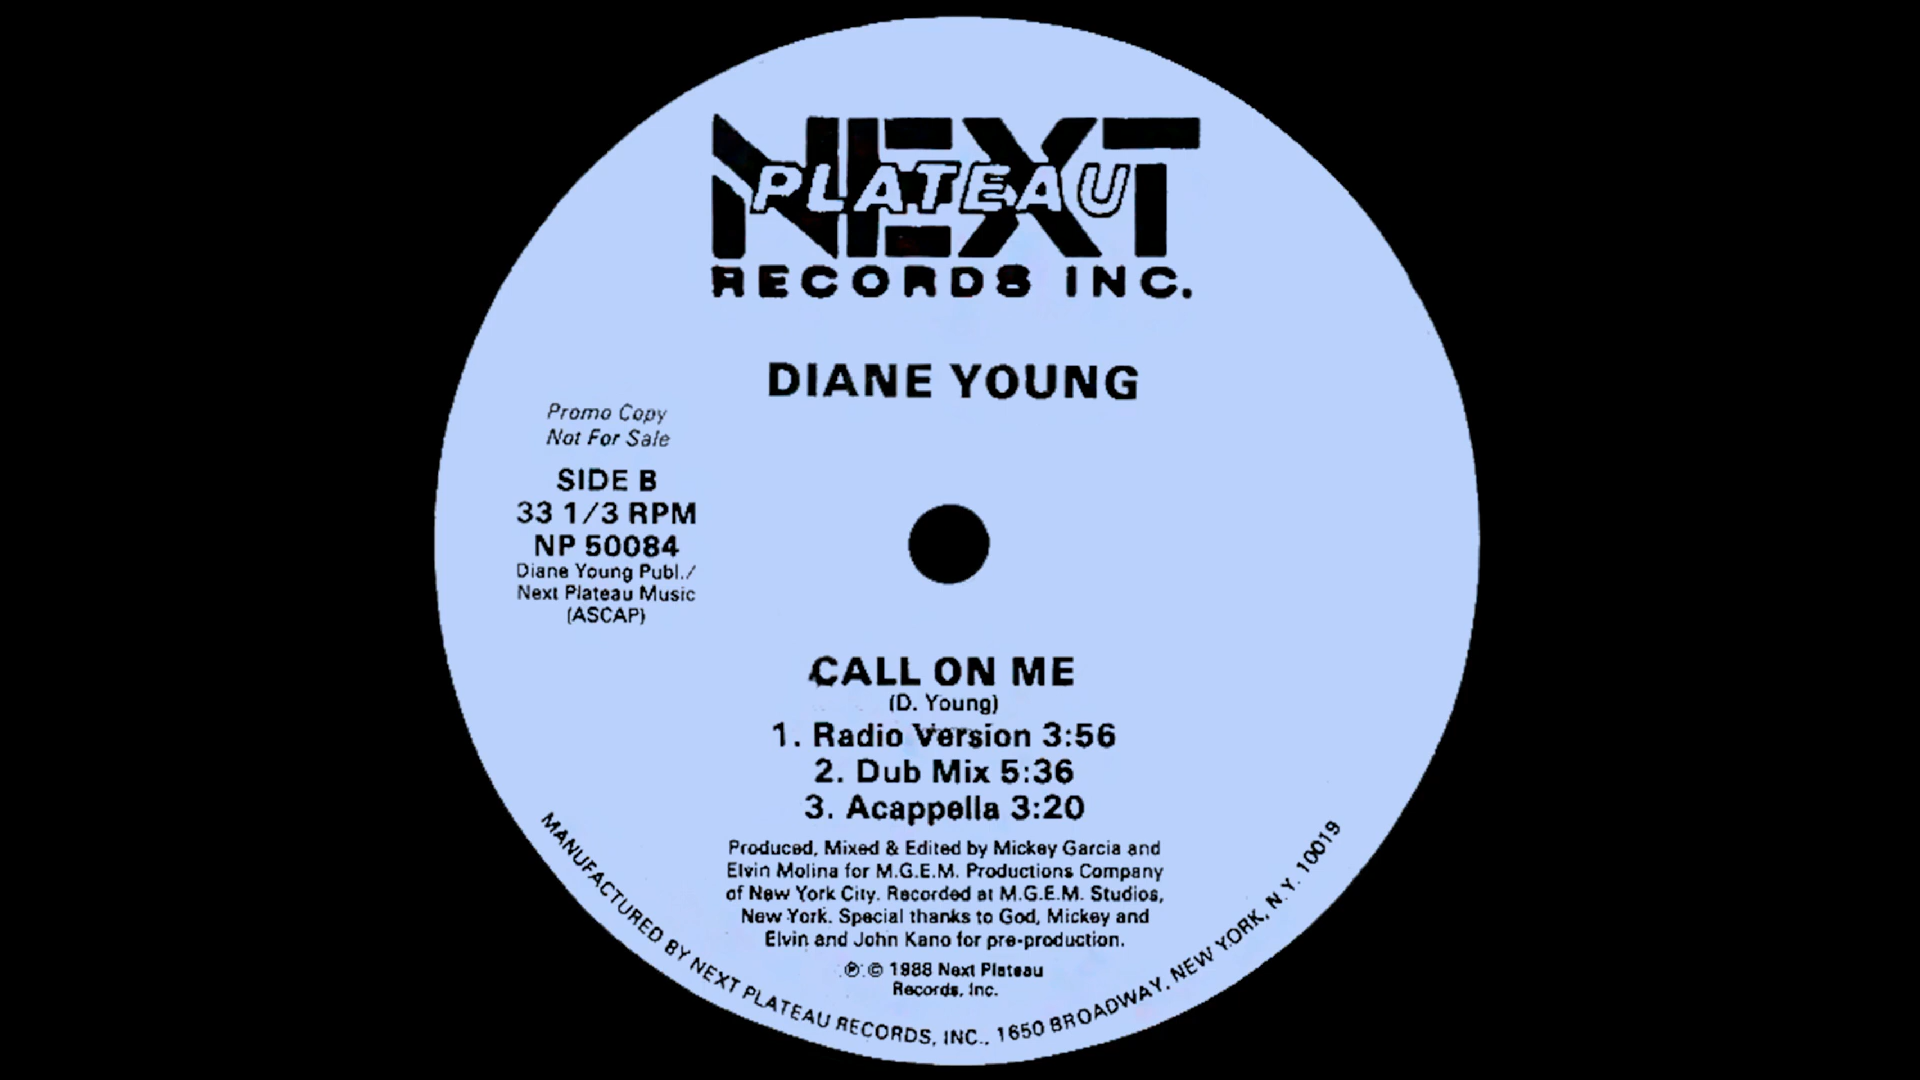 NEXT
PLATEAU
RECORDS INC.
DIANE YOUNG
Promo Copy
Not For Sale
SIDE B
33 1/3 RPM
NP 50084
Diane Young Publ./
Next Plateau Music
(ASCAP)
CALL ON ME
(D. Young)
1. Radio Version 3:56
2. Dub Mix 5:36
3. Acappella 3:20
Produced, Mixed & Edited by Mickey Garcia and
Elvin Molina for M.G.E.M. Productions Company
of New York City. Recorded at M.G.E.M. Studios,
New York. Special thanks to God, Mickey and
Elvin and John Kano for pre-production.
℗ © 1988 Next Plateau
Records, Inc.
MANUFACTURED BY NEXT PLATEAU RECORDS, INC., 1650 BROADWAY, NEW YORK, N.Y. 10019